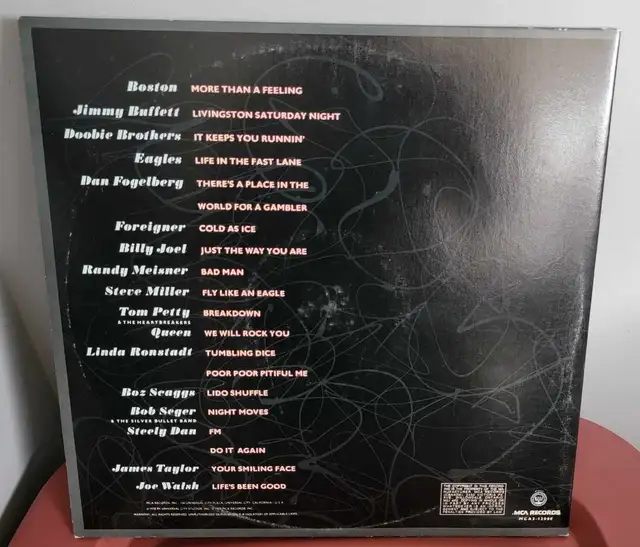 Boston MORE THAN A FEELING
Jimmy Buffett LIVINGSTON SATURDAY NIGHT
Doobie Brothers IT KEEPS YOU RUNNIN'
Eagles LIFE IN THE FAST LANE
Dan Fogelberg THERE'S A PLACE IN THE
WORLD FOR A GAMBLER
Foreigner COLD AS ICE
Billy Joel JUST THE WAY YOU ARE
Randy Meisner BAD MAN
Steve Miller FLY LIKE AN EAGLE
Tom Petty BREAKDOWN
& THE HEARTBREAKERS
Queen WE WILL ROCK YOU
Linda Ronstadt TUMBLING DICE
POOR POOR PITIFUL ME
Boz Scaggs LIDO SHUFFLE
Bob Seger NIGHT MOVES
& THE SILVER BULLET BAND
Steely Dan FM
DO IT AGAIN
James Taylor YOUR SMILING FACE
Joe Walsh LIFE'S BEEN GOOD
MCA RECORDS
MCA2-12000